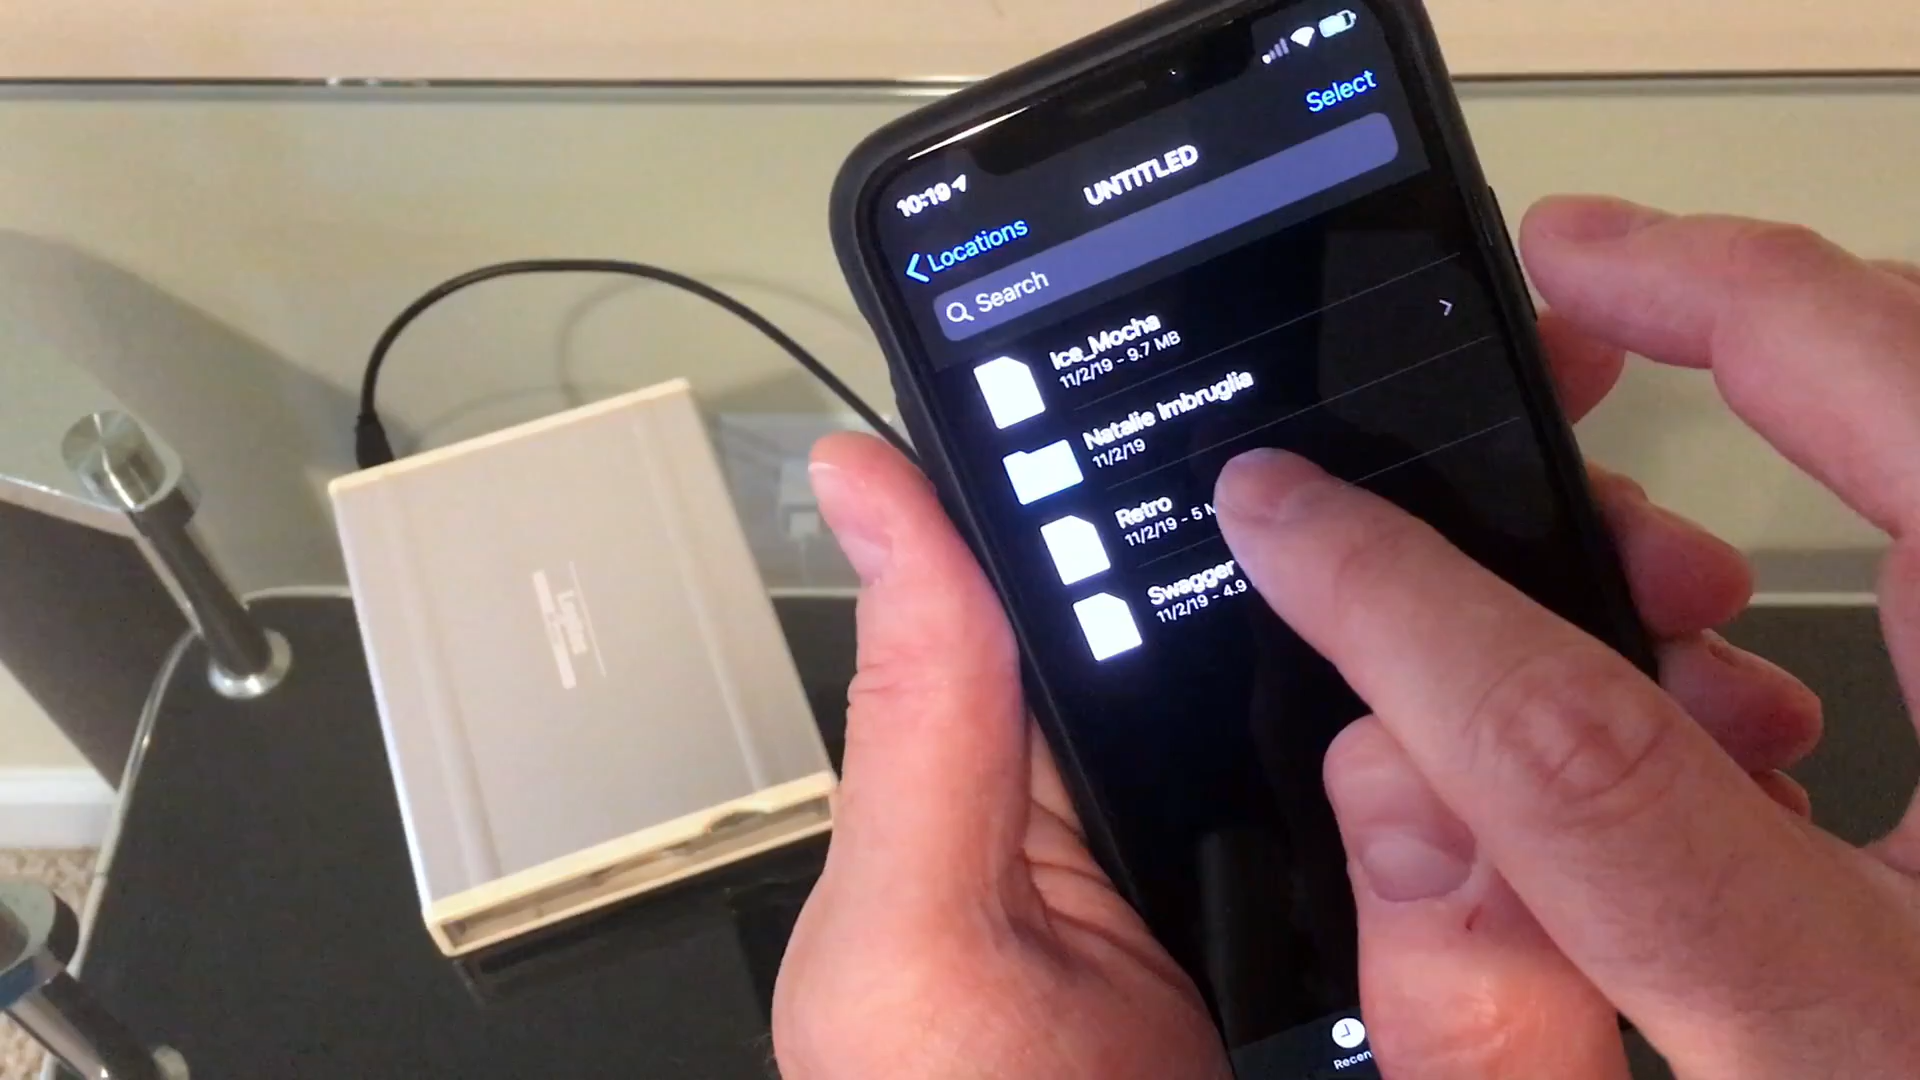 10:19
Select
Locations
UNTITLED
Search
Ice_Mocha
11/2/19 - 9.7 MB
Natalie Imbruglia
11/2/19
Retro
11/2/19 - 5
Swagger
11/2/19 - 4.9